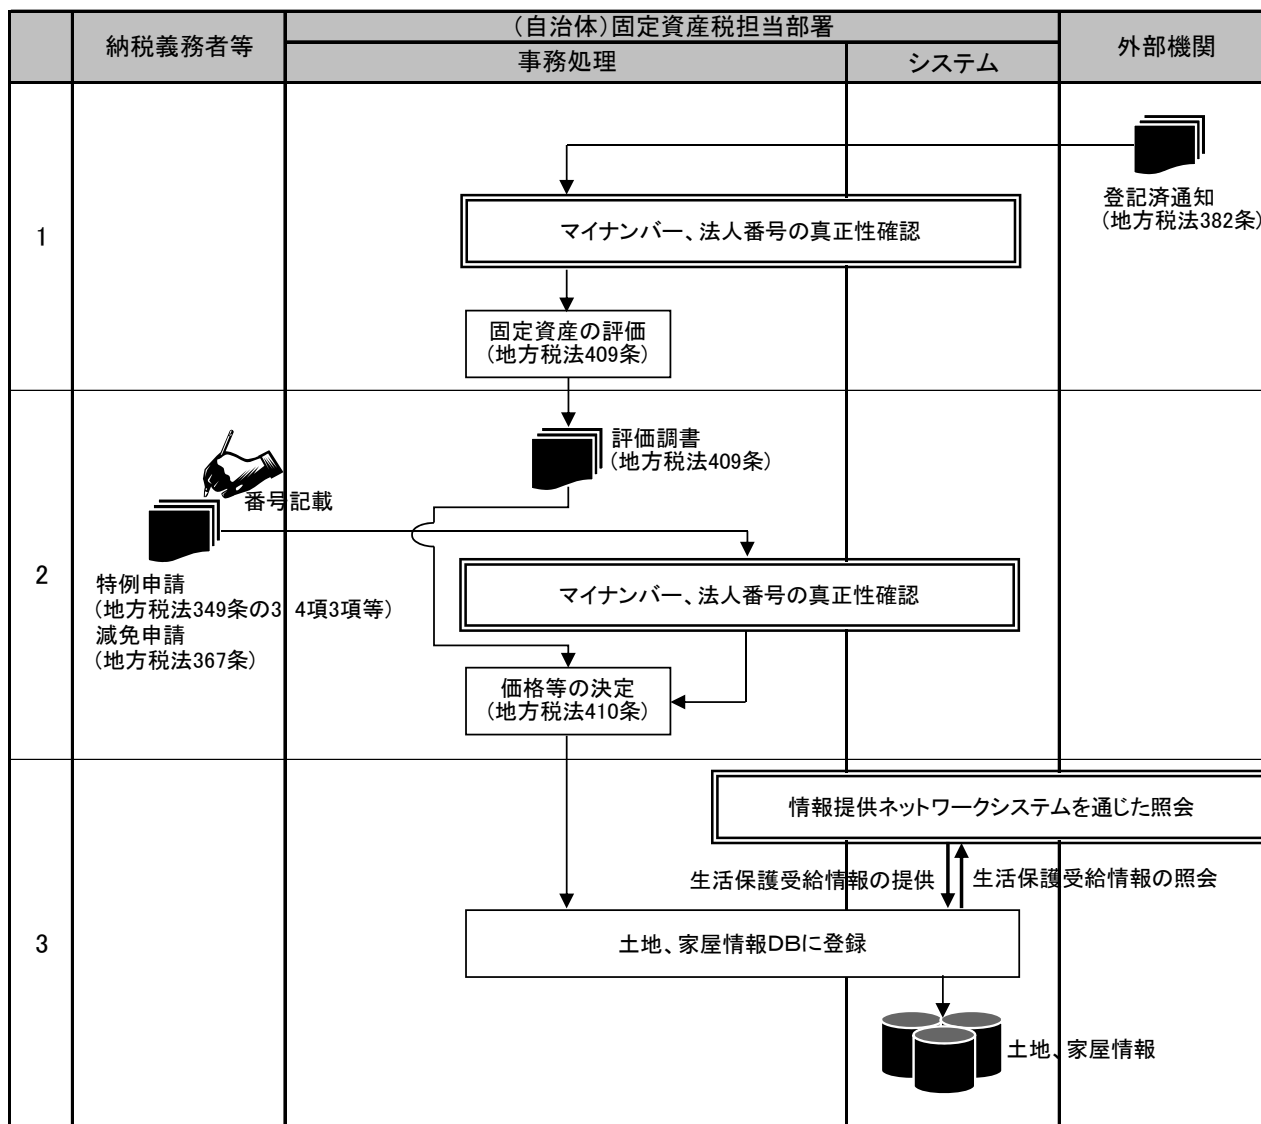 納税義務者等
(自治体)固定資産税担当部署
事務処理
システム
外部機関
1
登記済通知
(地方税法382条)
マイナンバー、法人番号の真正性確認
固定資産の評価
(地方税法409条)
2
評価調書
(地方税法409条)
番号記載
特例申請
(地方税法349条の3 4項3項等)
減免申請
(地方税法367条)
マイナンバー、法人番号の真正性確認
価格等の決定
(地方税法410条)
3
情報提供ネットワークシステムを通じた照会
生活保護受給情報の提供
生活保護受給情報の照会
土地、家屋情報DBに登録
土地、家屋情報